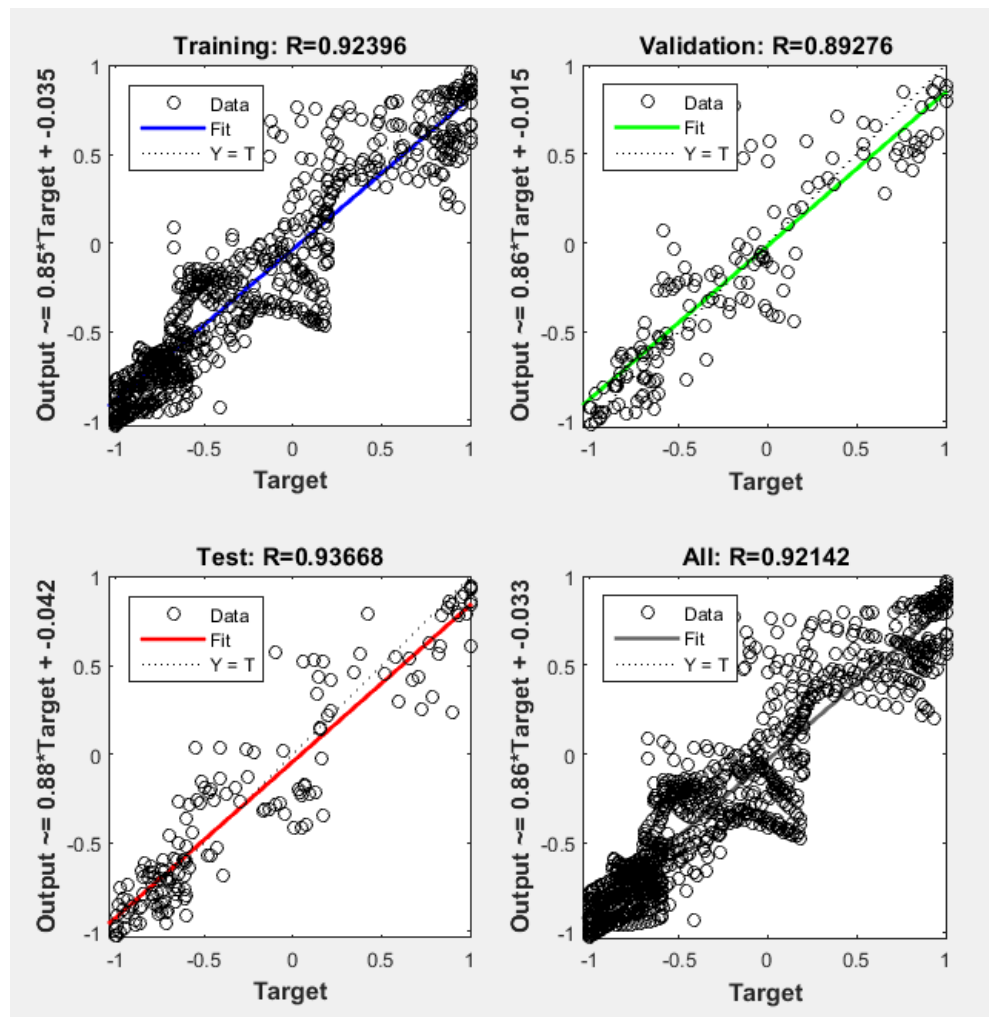 Training: R=0.92396
Output ~= 0.85*Target + -0.035
1
0.5
0
-0.5
-1
Data
Fit
Y = T
-1
-0.5
0
0.5
1
Target
Validation: R=0.89276
Output ~= 0.86*Target + -0.015
1
0.5
0
-0.5
-1
Data
Fit
Y = T
-1
-0.5
0
0.5
1
Target
Test: R=0.93668
Output ~= 0.88*Target + -0.042
1
0.5
0
-0.5
-1
Data
Fit
Y = T
-1
-0.5
0
0.5
1
Target
All: R=0.92142
Output ~= 0.86*Target + -0.033
1
0.5
0
-0.5
-1
Data
Fit
Y = T
-1
-0.5
0
0.5
1
Target